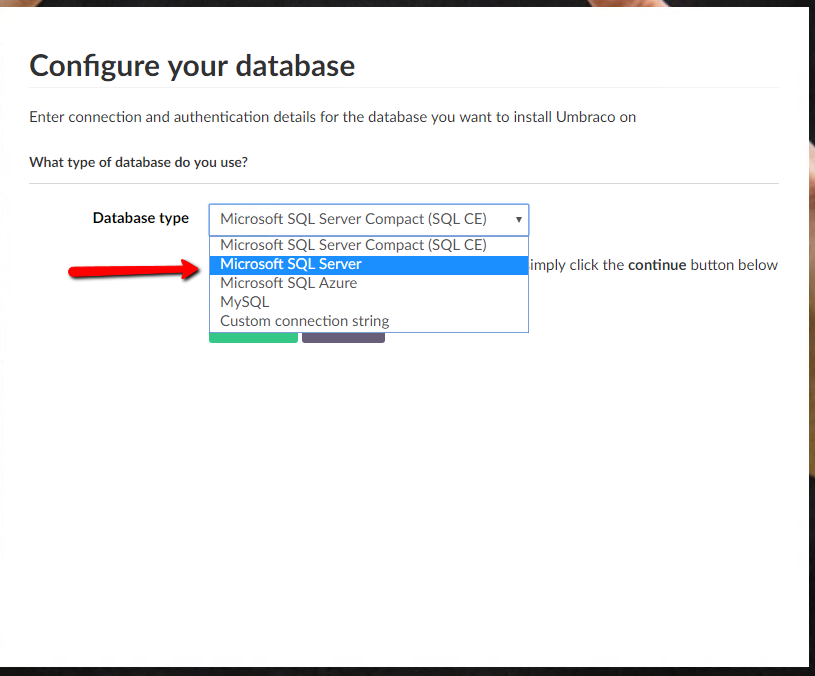 Configure your database
Enter connection and authentication details for the database you want to install Umbraco on
What type of database do you use?
Database type Microsoft SQL Server Compact (SQL CE)
Microsoft SQL Server Compact (SQL CE)
Microsoft SQL Server imply click the continue button below
Microsoft SQL Azure
MySQL
Custom connection string